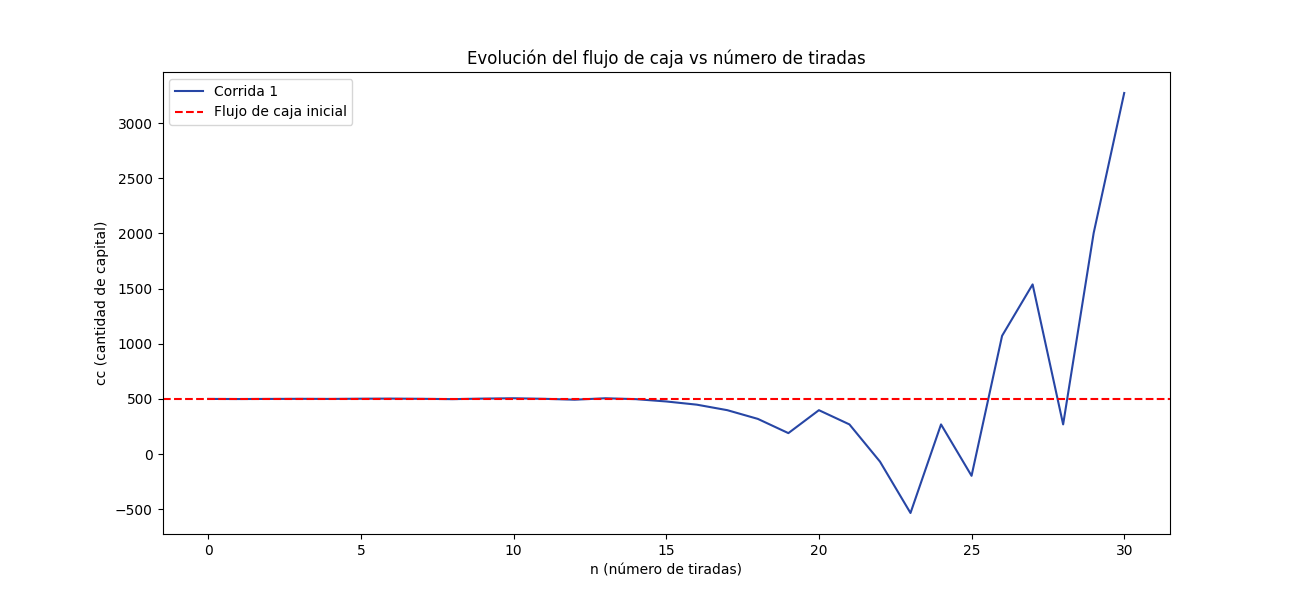 Evolución del flujo de caja vs número de tiradas
Corrida 1
Flujo de caja inicial
cc (cantidad de capital)
3000
2500
2000
1500
1000
500
0
−500
0 5 10 15 20 25 30
n (número de tiradas)